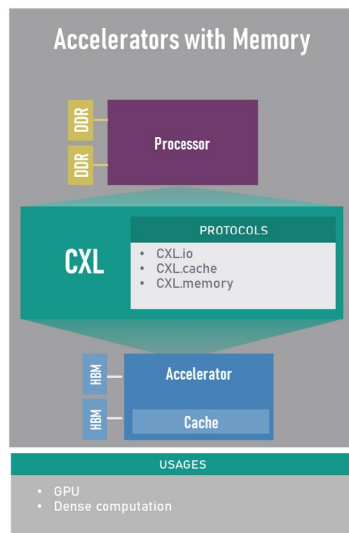 Accelerators with Memory
DDR
DDR
Processor
CXL
PROTOCOLS
• CXL.io
• CXL.cache
• CXL.memory
HBM
HBM
Accelerator
Cache
USAGES
• GPU
• Dense computation